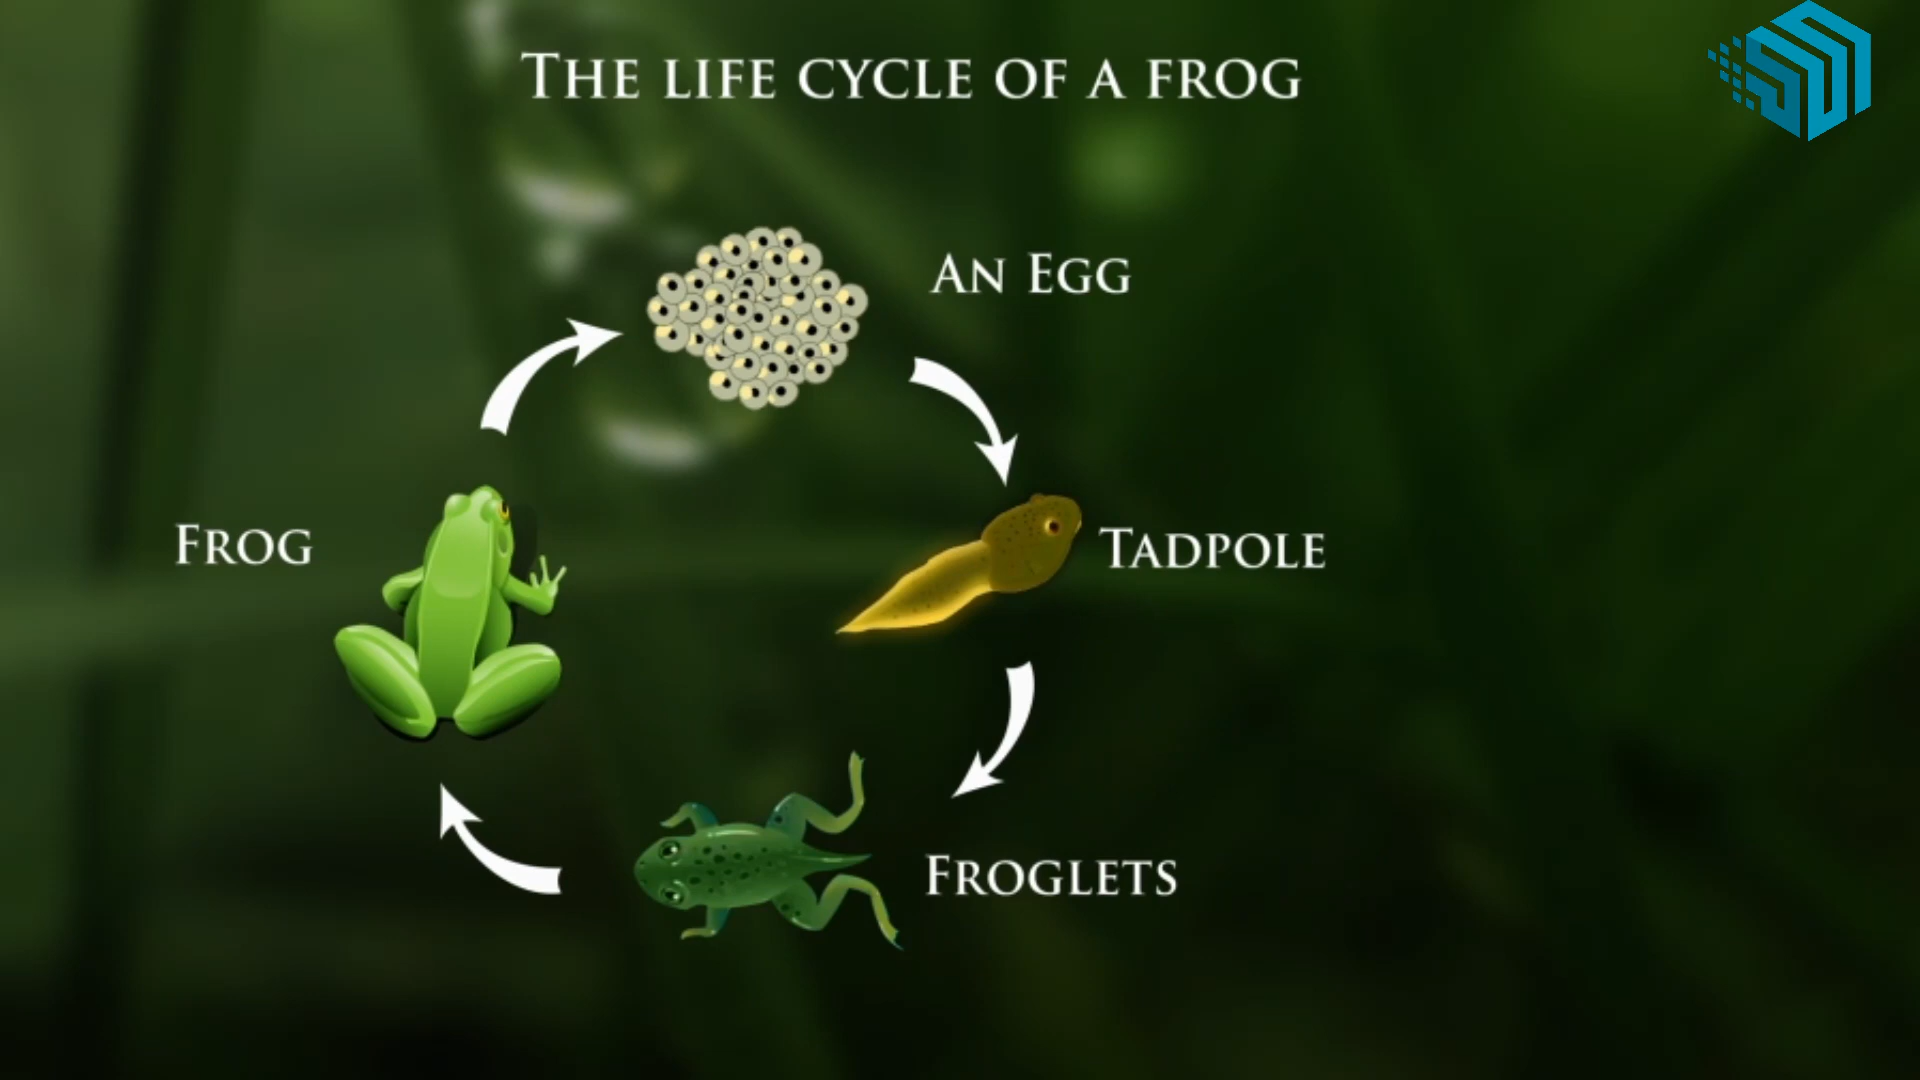 THE LIFE CYCLE OF A FROG
AN EGG
FROG
TADPOLE
FROGLETS